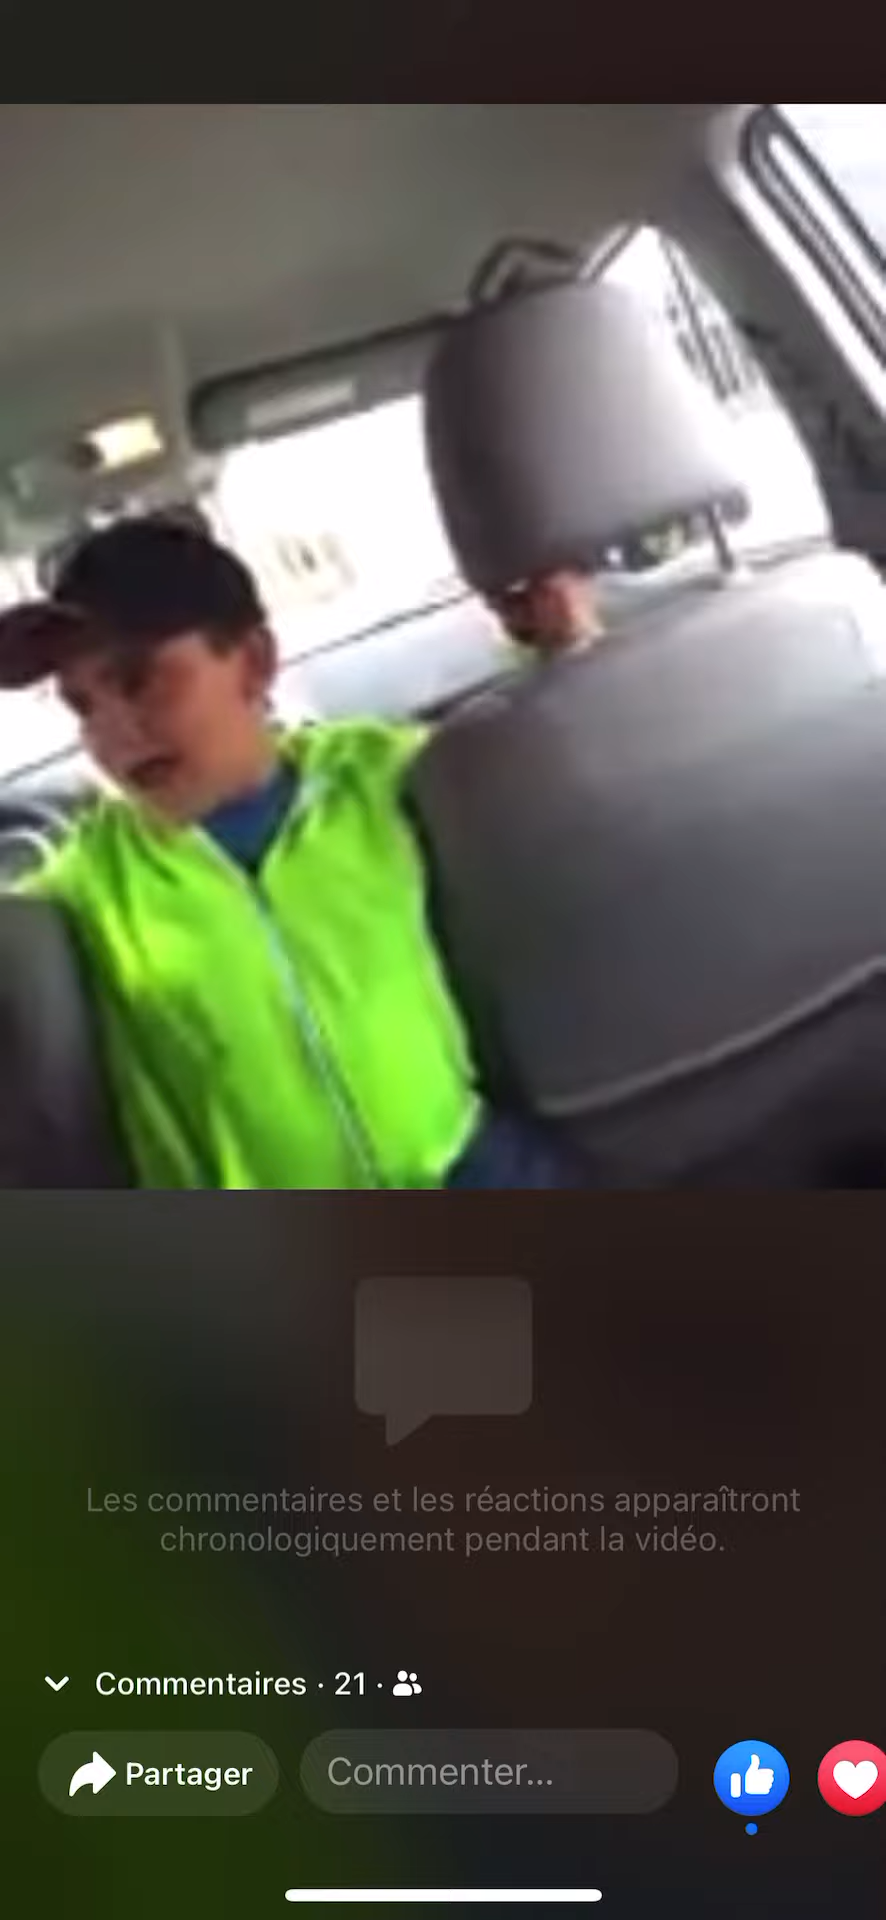 Les commentaires et les réactions apparaîtront
chronologiquement pendant la vidéo.
Commentaires · 21 ·
Partager
Commenter...